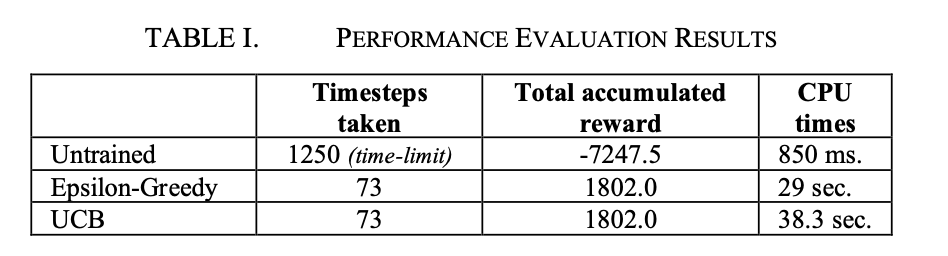 TABLE I. PERFORMANCE EVALUATION RESULTS
Timesteps taken Total accumulated reward CPU times
Untrained 1250 (time-limit) -7247.5 850 ms.
Epsilon-Greedy 73 1802.0 29 sec.
UCB 73 1802.0 38.3 sec.